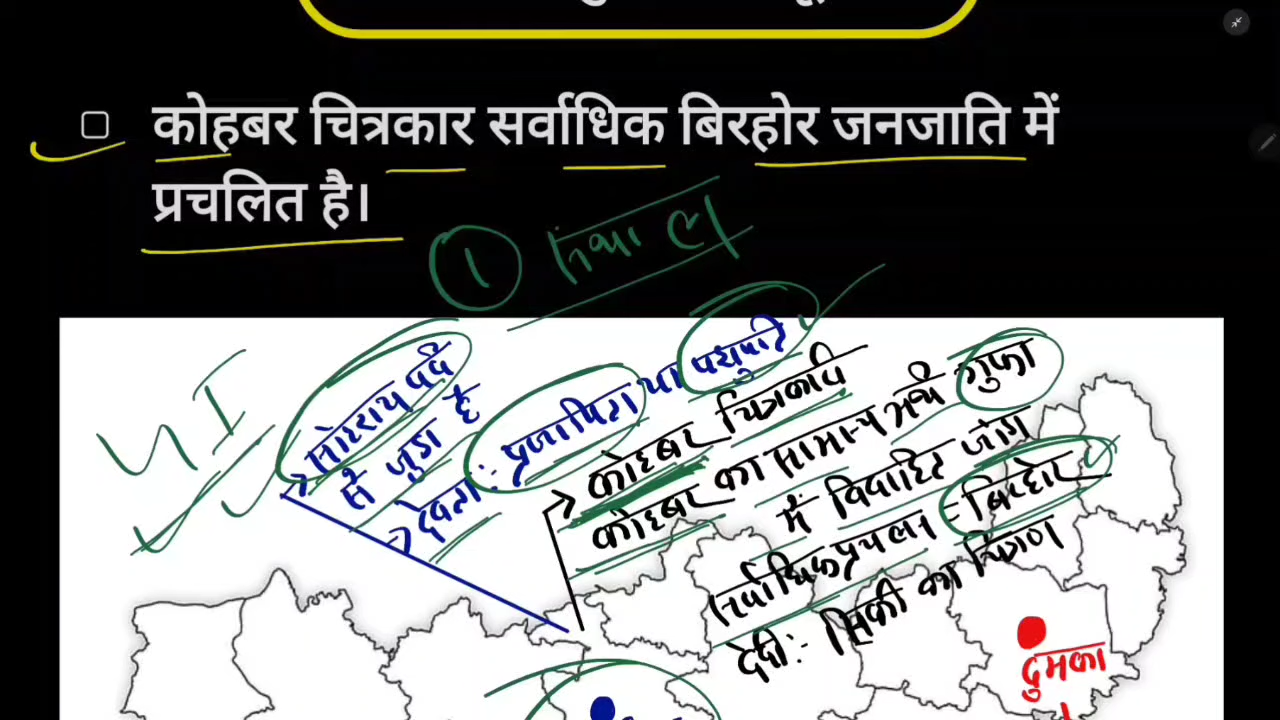 कोहबर चित्रकार सर्वाधिक बिरहोर जनजाति में
प्रचलित है।
①
सोहराय पर्व
से जुडा है
देवता: प्रजापिता या पशुपति
कोहबर चित्रकारी
कोहबर का सामान्य अर्थ गुफा
में विवाहित जोडा
सर्वाधिक प्रचलन = बिरहोर
देवी:- सिकी का चित्रण
दुमका